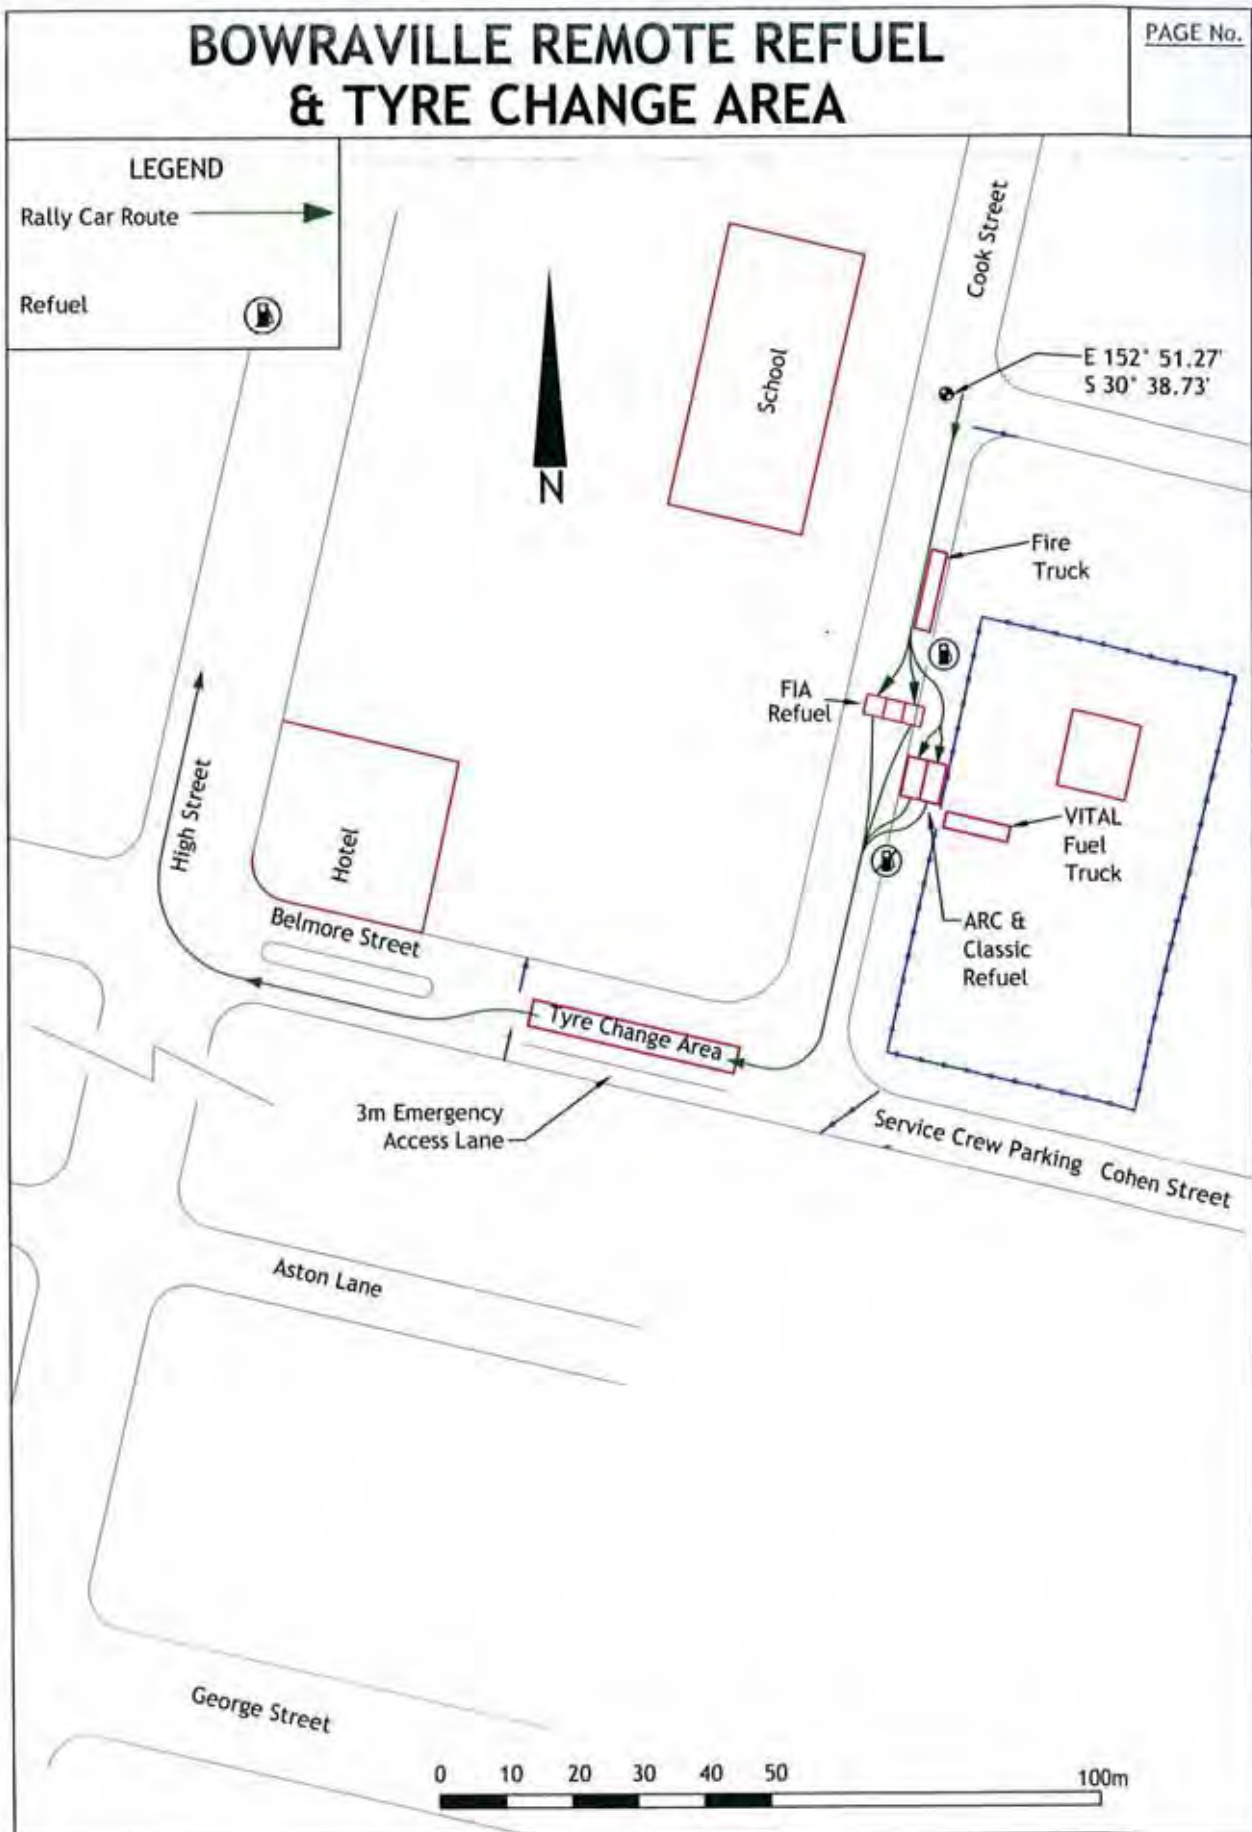 BOWRAVILLE REMOTE REFUEL
& TYRE CHANGE AREA
PAGE No.
LEGEND
Rally Car Route
Refuel
Cook Street
E 152° 51.27'
S 30° 38.73'
School
N
Fire
Truck
FIA
Refuel
VITAL
Fuel
Truck
High Street
Hotel
Belmore Street
ARC &
Classic
Refuel
Tyre Change Area
3m Emergency
Access Lane
Service Crew Parking
Cohen Street
Aston Lane
George Street
0 10 20 30 40 50 100m